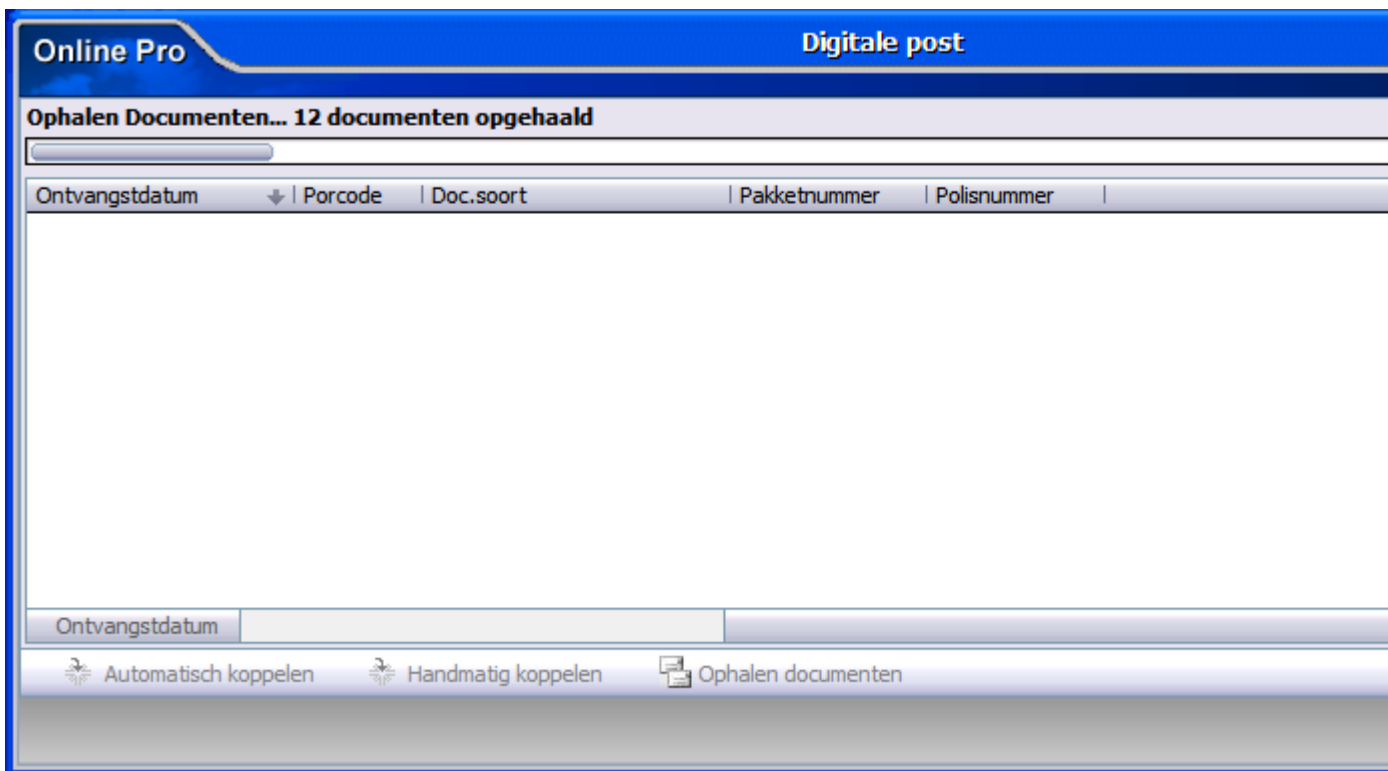 Online Pro
Digitale post
Ophalen Documenten... 12 documenten opgehaald
Ontvangstdatum Porcode Doc.soort Pakketnummer Polisnummer
Ontvangstdatum
Automatisch koppelen Handmatig koppelen Ophalen documenten